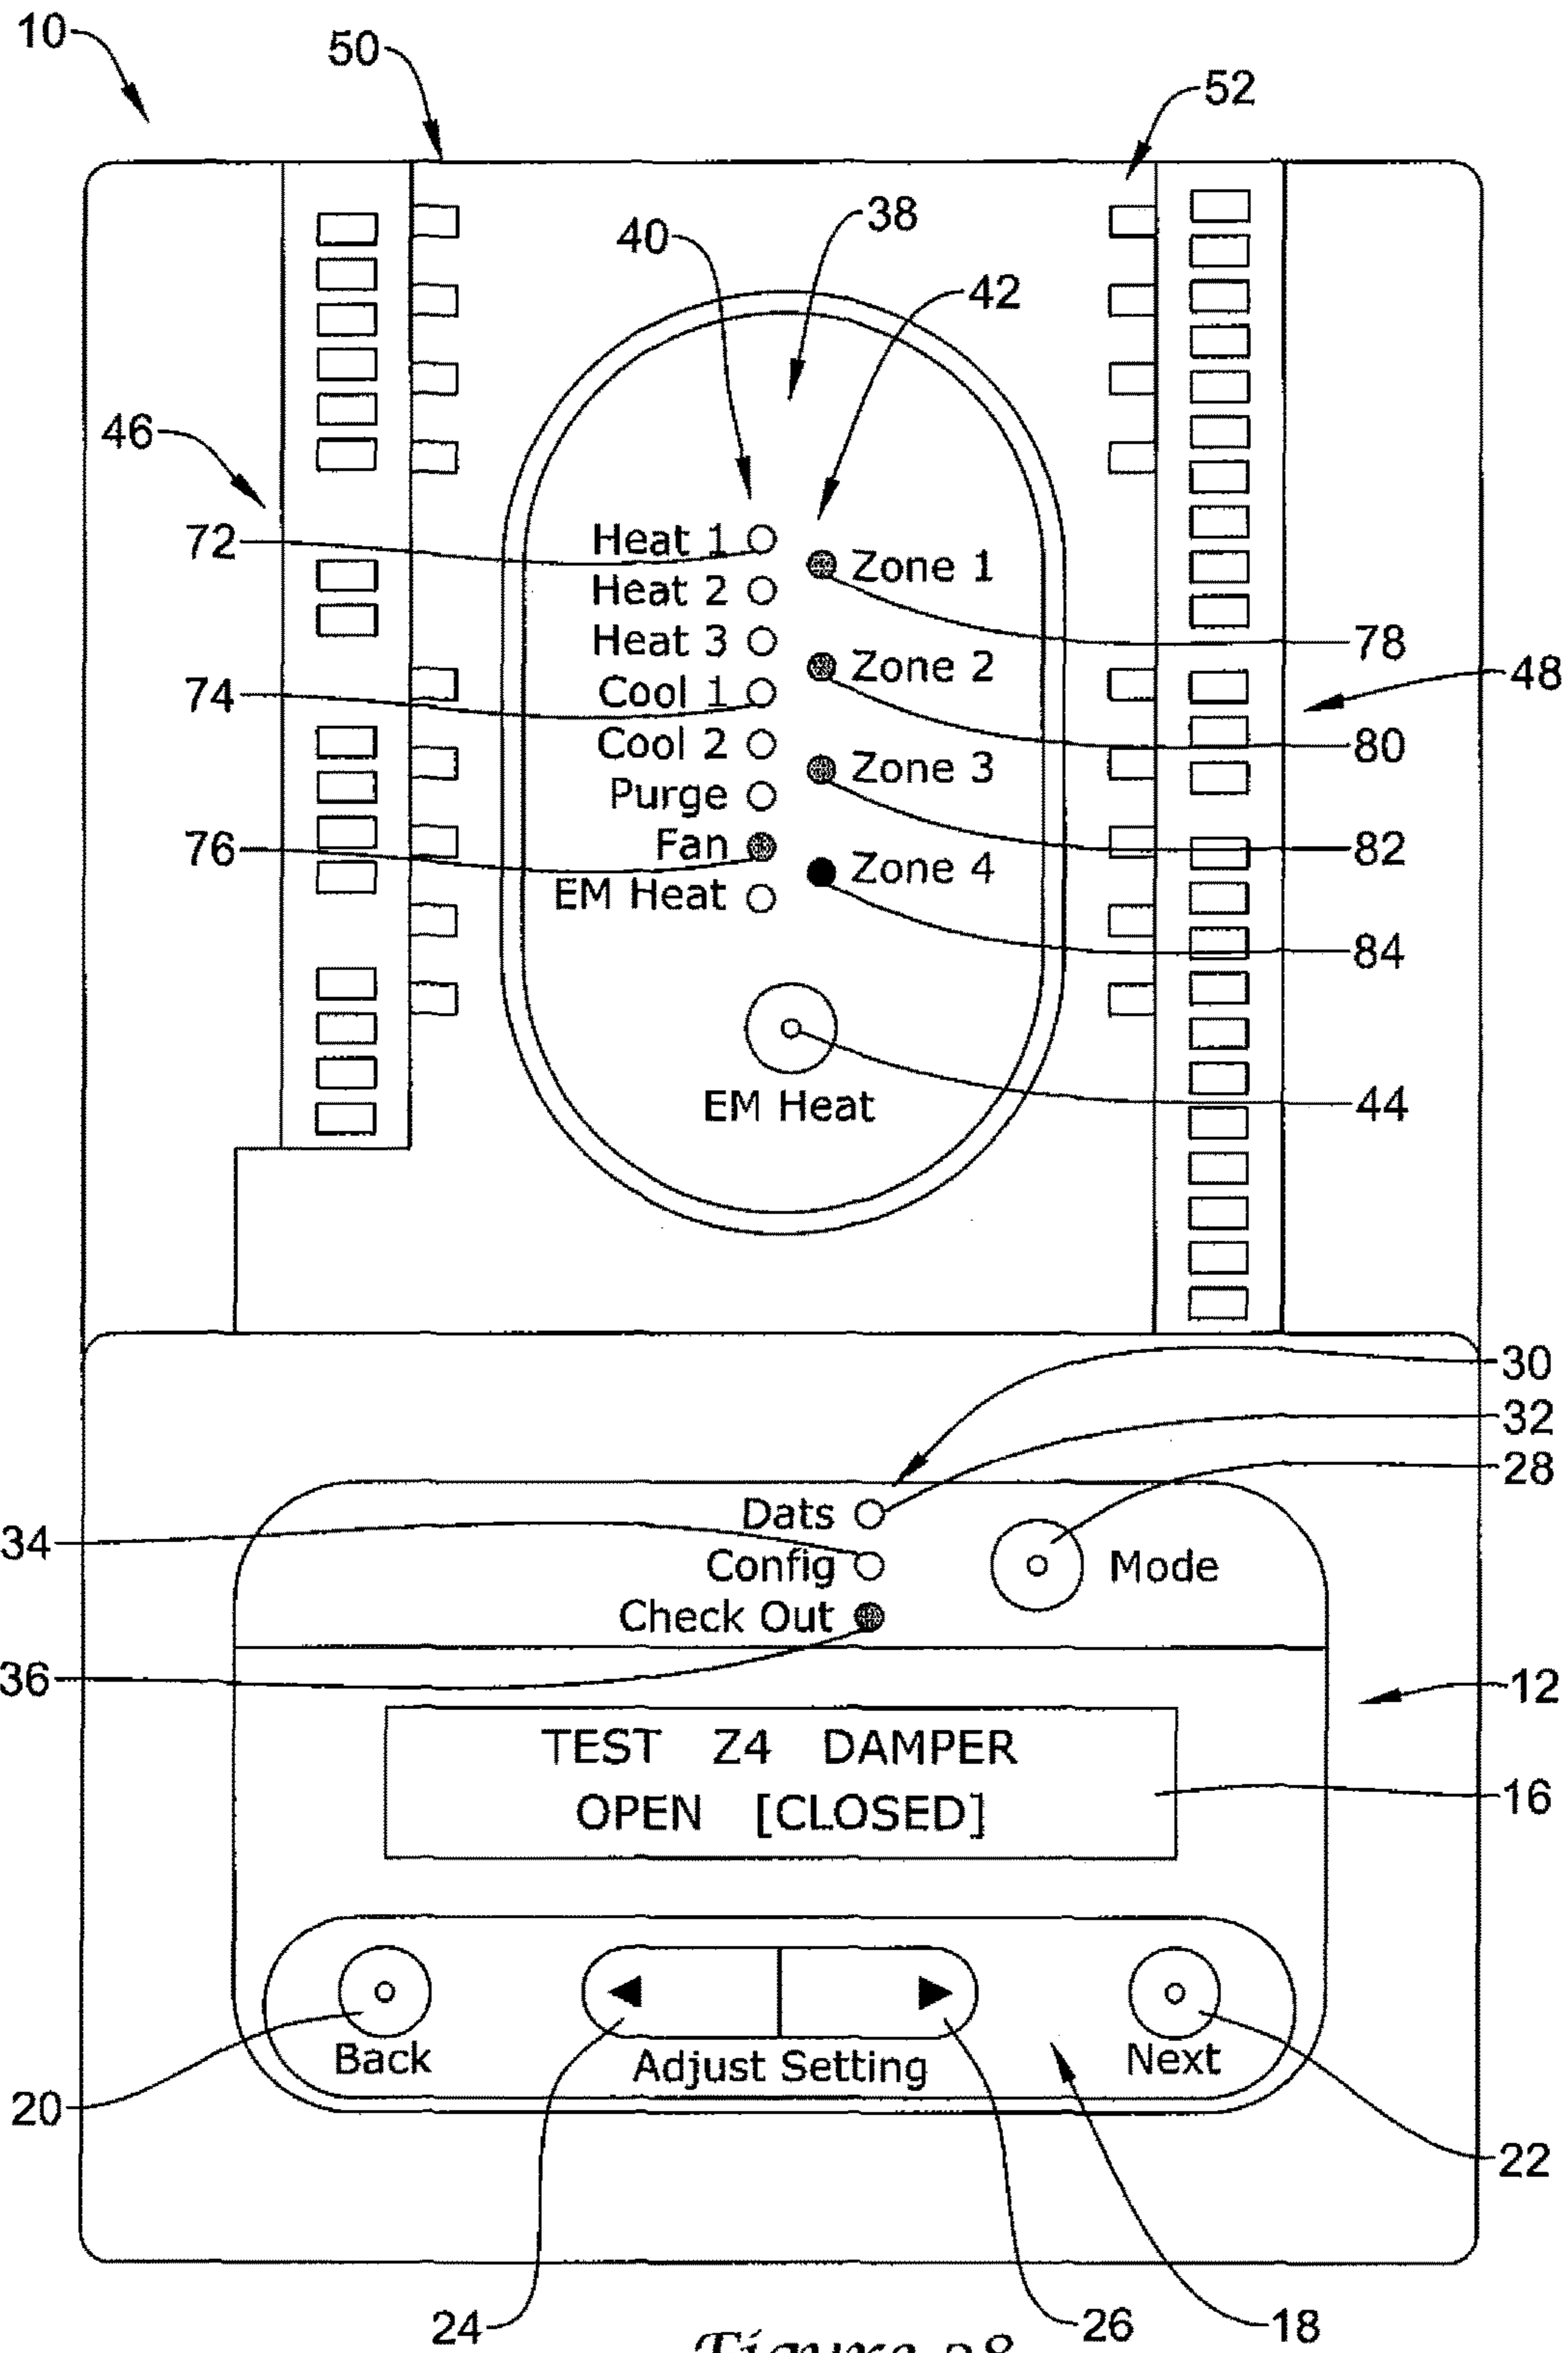 10
50
52
38
40
42
46
72
Heat 1
Zone 1
Heat 2
78
Heat 3
Zone 2
48
74
Cool 1
80
Cool 2
Zone 3
Purge
82
76
Fan
Zone 4
EM Heat
84
44
EM Heat
30
32
28
Dats
34
Config
Mode
Check Out
36
12
TEST Z4 DAMPER
16
OPEN [CLOSED]
Back
Adjust Setting
Next
20
22
24
26
18